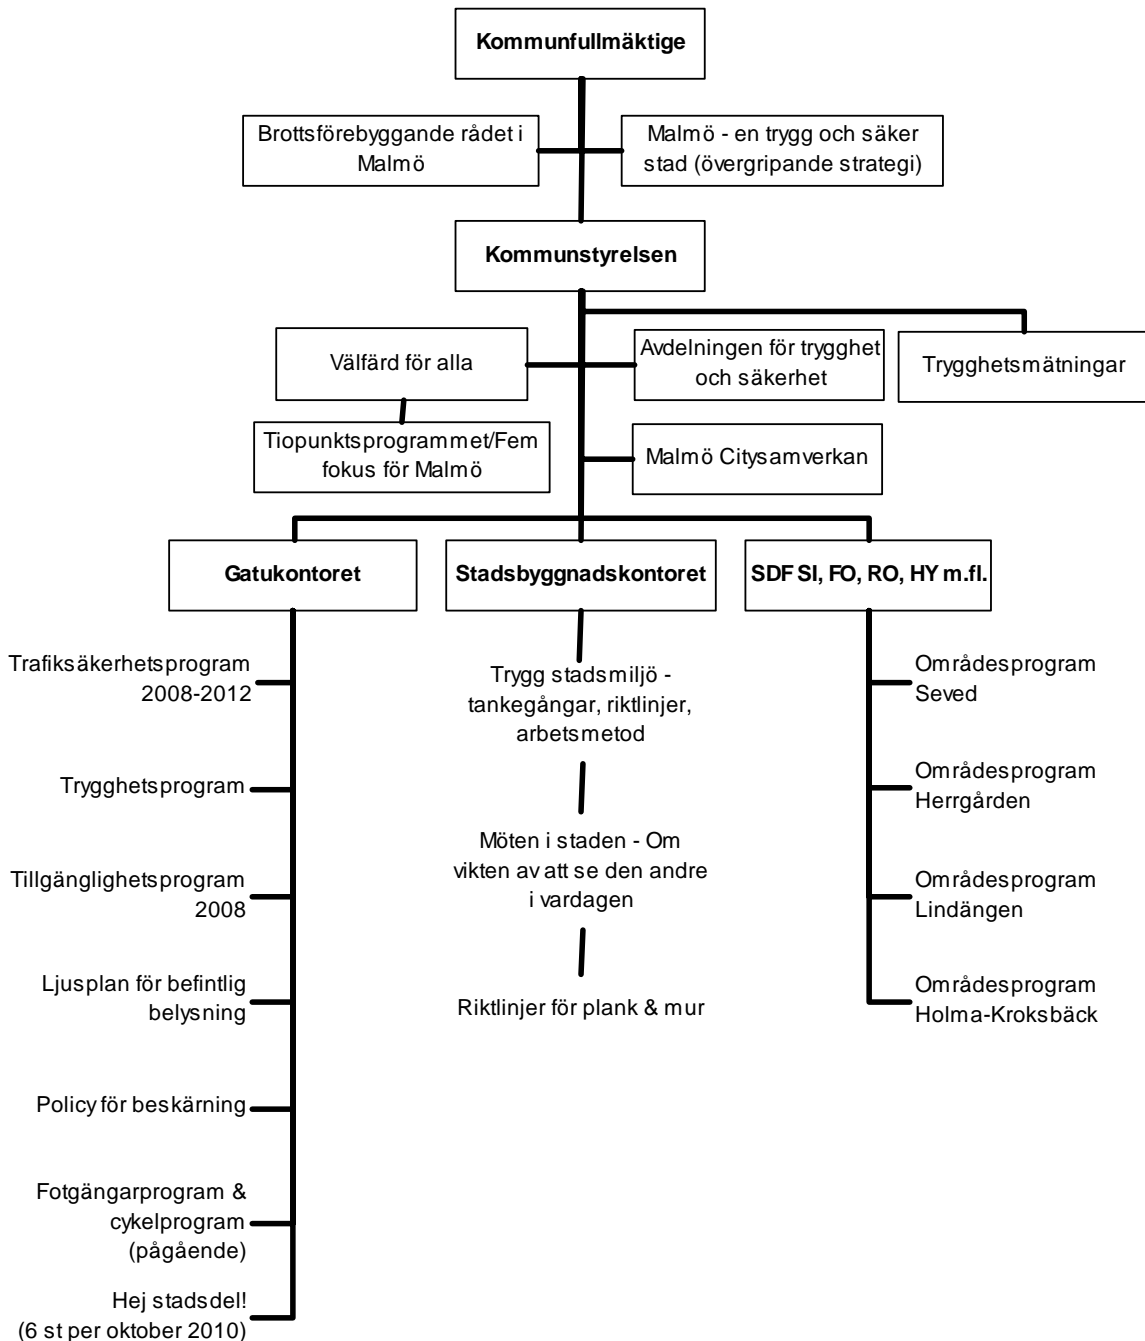 Kommunfullmäktige
Brottsförebyggande rådet i
Malmö
Malmö - en trygg och säker
stad (övergripande strategi)
Kommunstyrelsen
Välfärd för alla
Avdelningen för trygghet
och säkerhet
Trygghetsmätningar
Tiopunktsprogrammet/Fem
fokus för Malmö
Malmö Citysamverkan
Gatukontoret
Stadsbyggnadskontoret
SDF SI, FO, RO, HY m.fl.
Trafiksäkerhetsprogram
2008-2012
Trygghetsprogram
Tillgänglighetsprogram
2008
Ljusplan för befintlig
belysning
Policy för beskärning
Fotgängarprogram &
cykelprogram
(pågående)
Hej stadsdel!
(6 st per oktober 2010)
Trygg stadsmiljö -
tankegångar, riktlinjer,
arbetsmetod
Möten i staden - Om
vikten av att se den andre
i vardagen
Riktlinjer för plank & mur
Områdesprogram
Seved
Områdesprogram
Herrgården
Områdesprogram
Lindängen
Områdesprogram
Holma-Kroksbäck